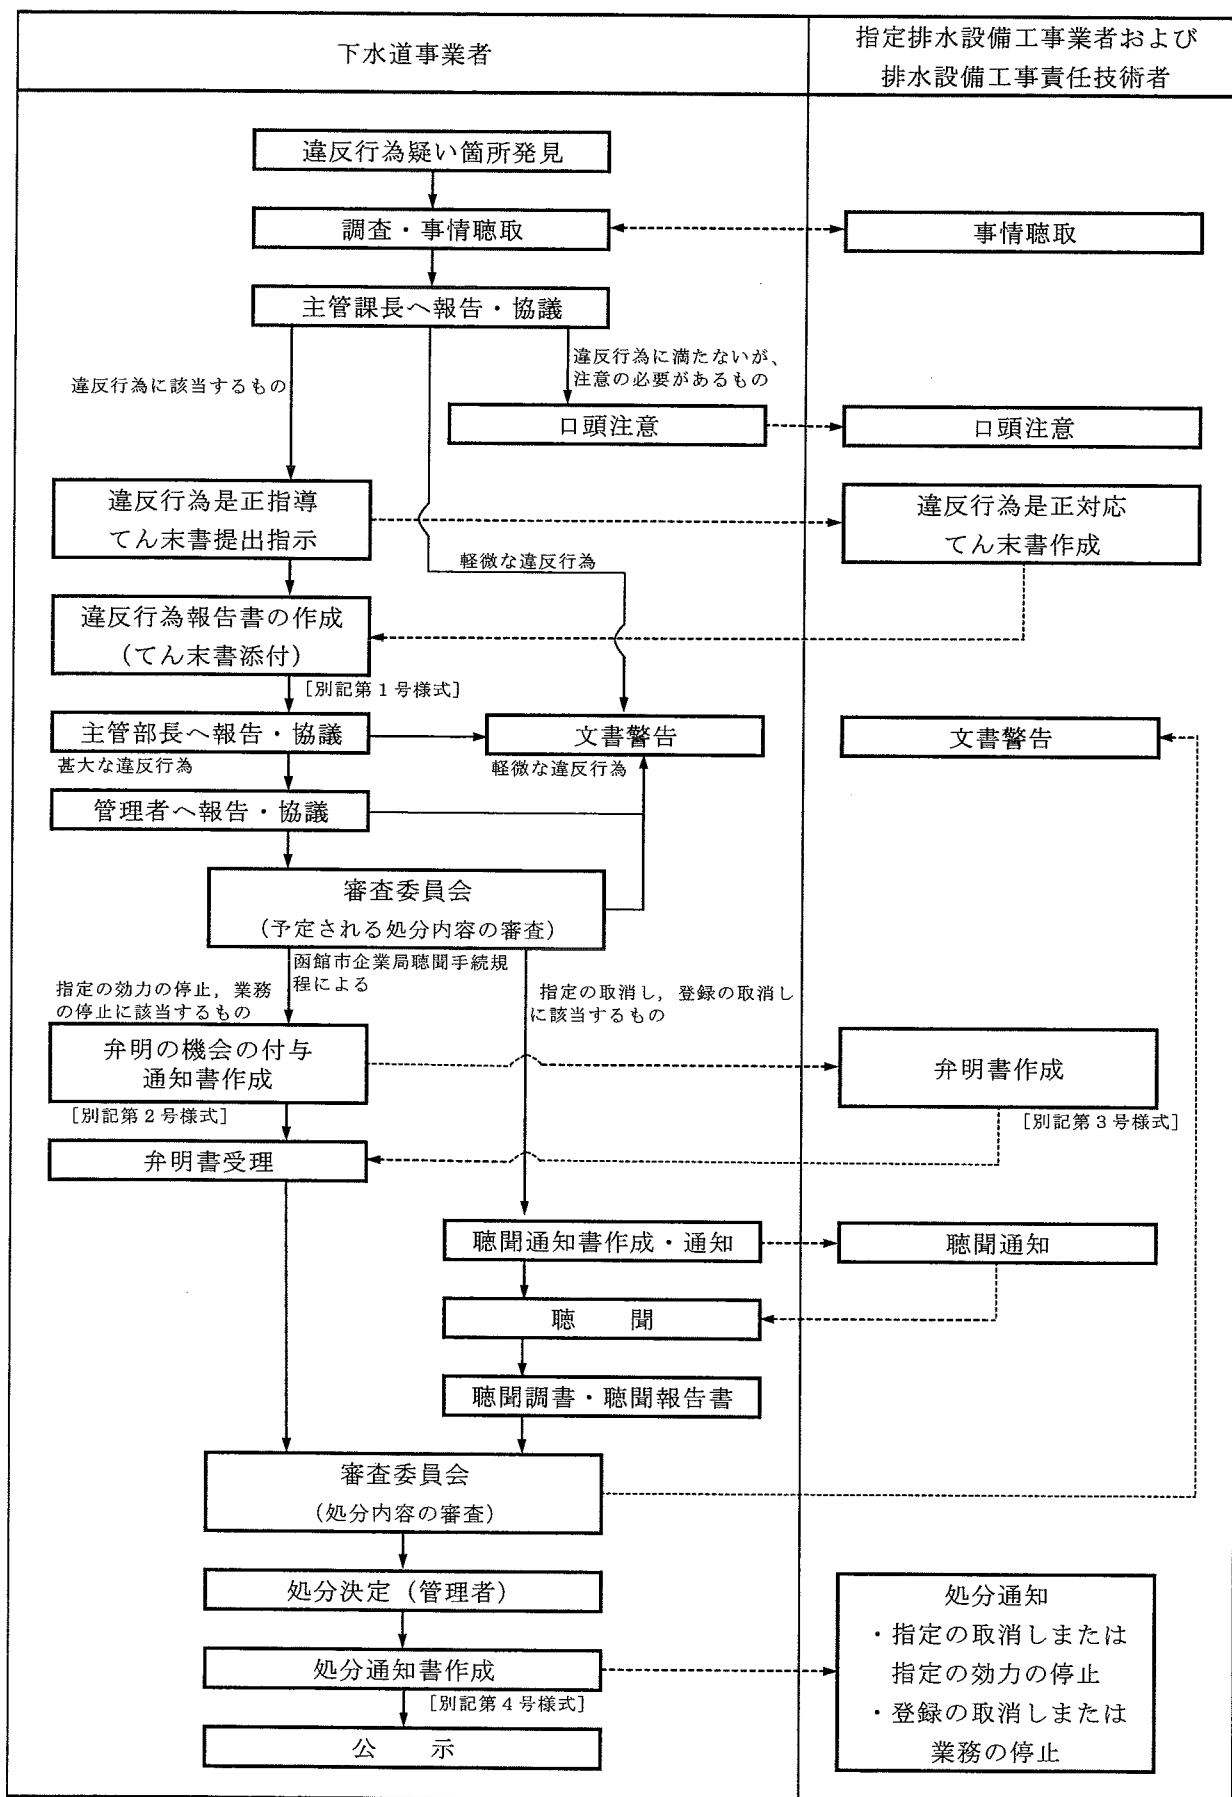 下水道事業者
指定排水設備工事業者および
排水設備工事責任技術者
違反行為疑い箇所発見
調査・事情聴取
事情聴取
主管課長へ報告・協議
違反行為に該当するもの
違反行為に満たないが、
注意の必要があるもの
口頭注意
口頭注意
違反行為是正指導
てん末書提出指示
違反行為是正対応
てん末書作成
軽微な違反行為
違反行為報告書の作成
(てん末書添付)
[別記第1号様式]
主管部長へ報告・協議
文書警告
文書警告
甚大な違反行為
軽微な違反行為
管理者へ報告・協議
審査委員会
(予定される処分内容の審査)
函館市企業局聴聞手続規
程による
指定の効力の停止，業務
の停止に該当するもの
指定の取消し，登録の取消し
に該当するもの
弁明の機会の付与
通知書作成
弁明書作成
[別記第2号様式]
[別記第3号様式]
弁明書受理
聴聞通知書作成・通知
聴聞通知
聴　聞
聴聞調書・聴聞報告書
審査委員会
(処分内容の審査)
処分決定（管理者）
処分通知書作成
[別記第4号様式]
公　示
処分通知
・指定の取消しまたは
指定の効力の停止
・登録の取消しまたは
業務の停止